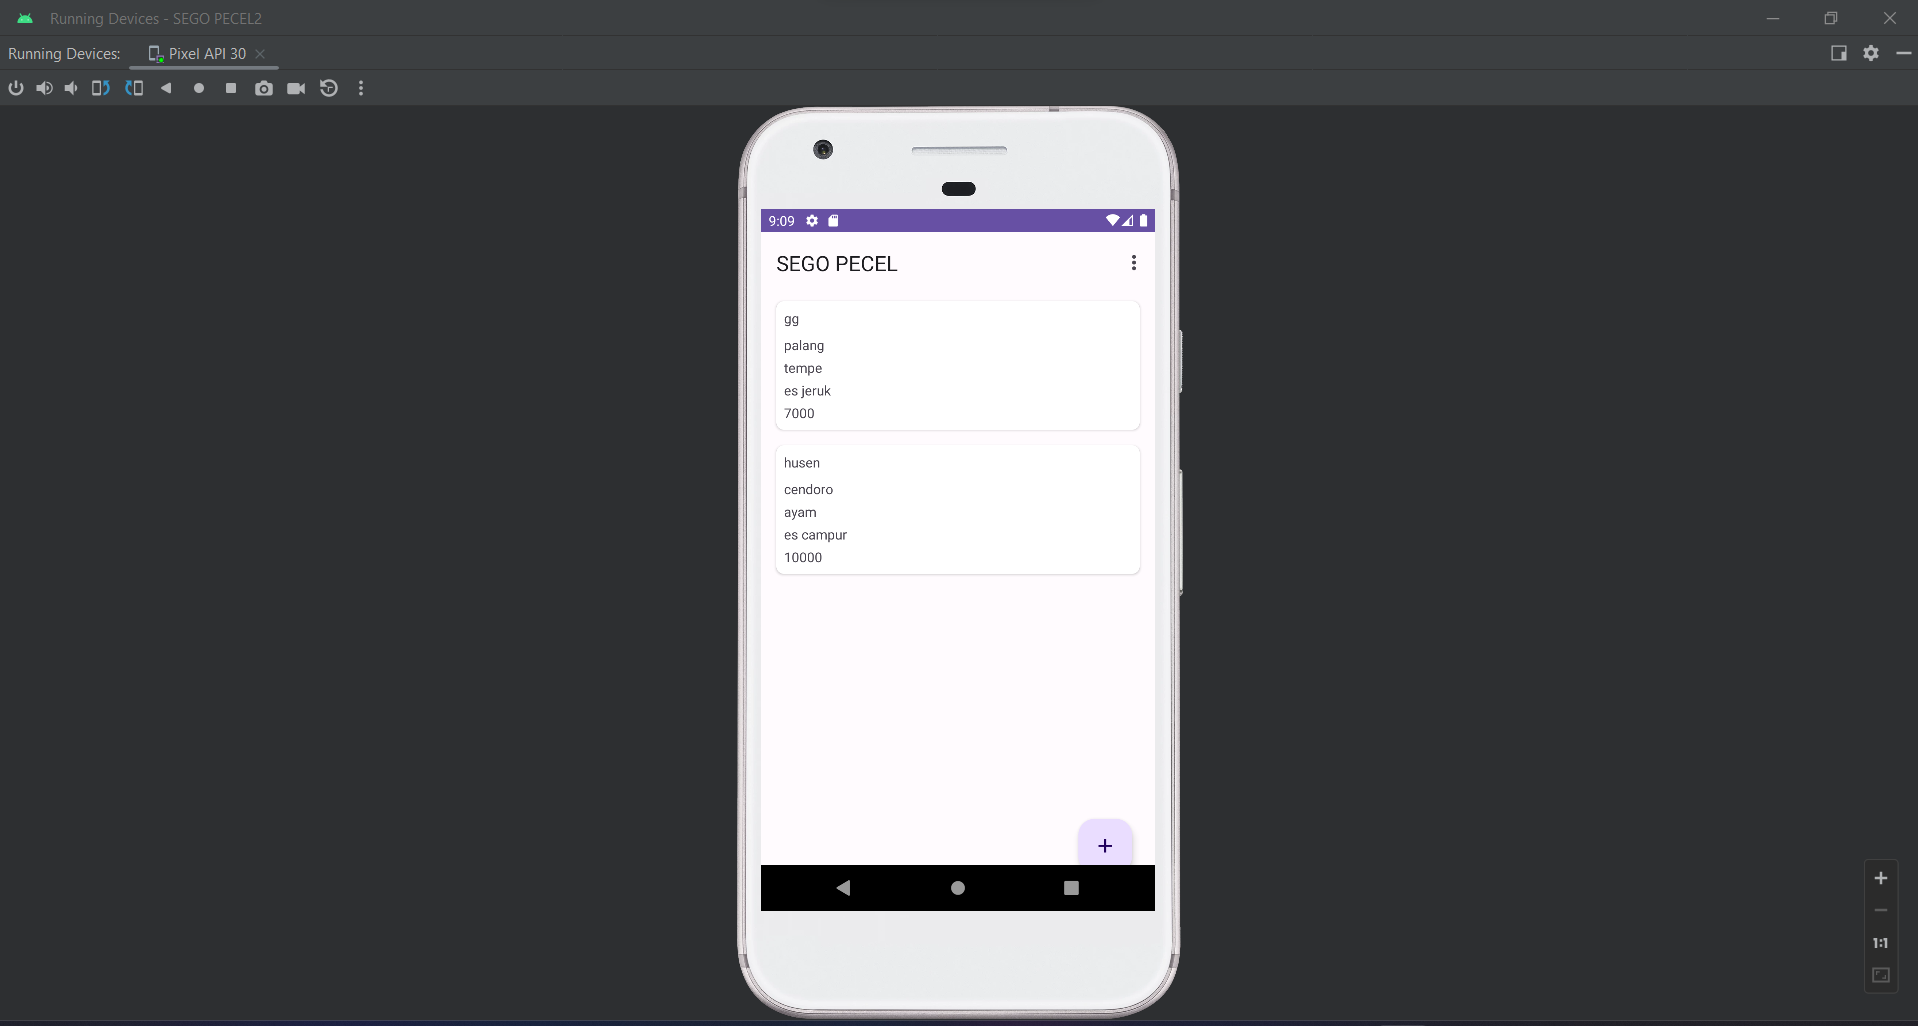 Running Devices - SEGO PECEL2
Running Devices:
Pixel API 30
9:09
SEGO PECEL
gg
palang
tempe
es jeruk
7000
husen
cendoro
ayam
es campur
10000
1:1